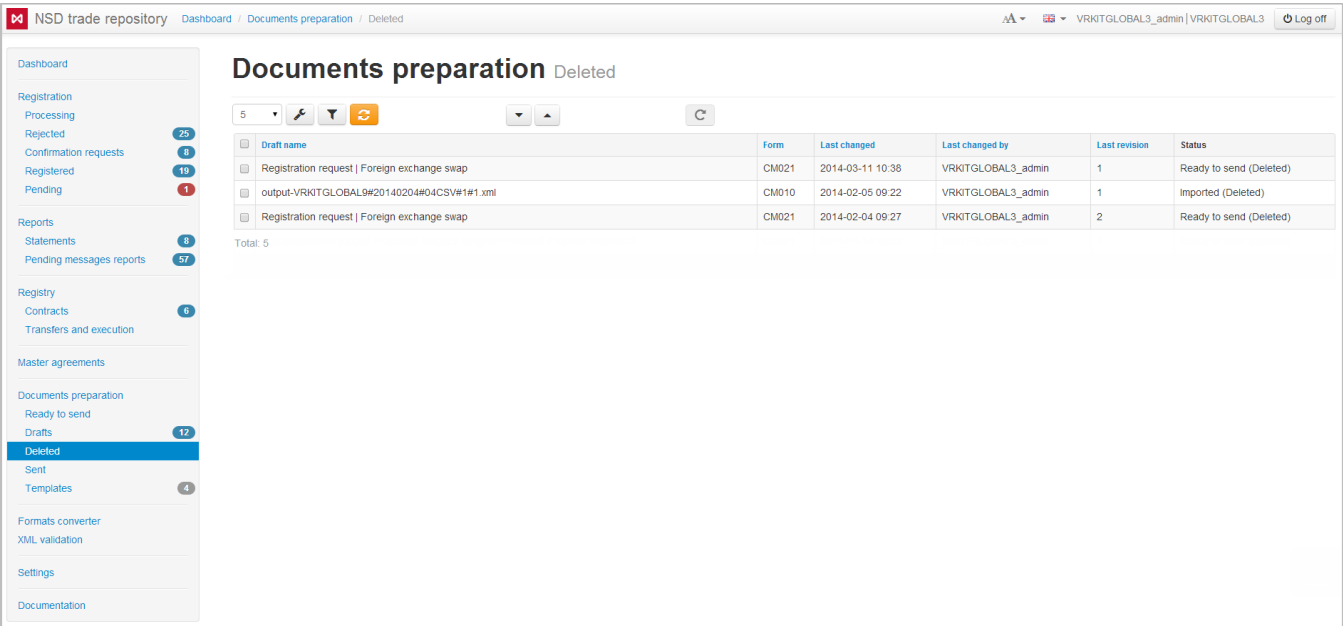 NSD trade repository Dashboard / Documents preparation / Deleted AA VRKITGLOBAL3_admin | VRKITGLOBAL3 Log off
Dashboard
Registration
Processing
Rejected 25
Confirmation requests 8
Registered 19
Pending 1
Reports
Statements 8
Pending messages reports 57
Registry
Contracts 6
Transfers and execution
Master agreements
Documents preparation
Ready to send
Drafts 12
Deleted
Sent
Templates 4
Formats converter
XML validation
Settings
Documentation
Documents preparation Deleted
5
Draft name Form Last changed Last changed by Last revision Status
Registration request | Foreign exchange swap CM021 2014-03-11 10:38 VRKITGLOBAL3_admin 1 Ready to send (Deleted)
output-VRKITGLOBAL9#20140204#04CSV#1#1.xml CM010 2014-02-05 09:22 VRKITGLOBAL3_admin 1 Imported (Deleted)
Registration request | Foreign exchange swap CM021 2014-02-04 09:27 VRKITGLOBAL3_admin 2 Ready to send (Deleted)
Total: 5